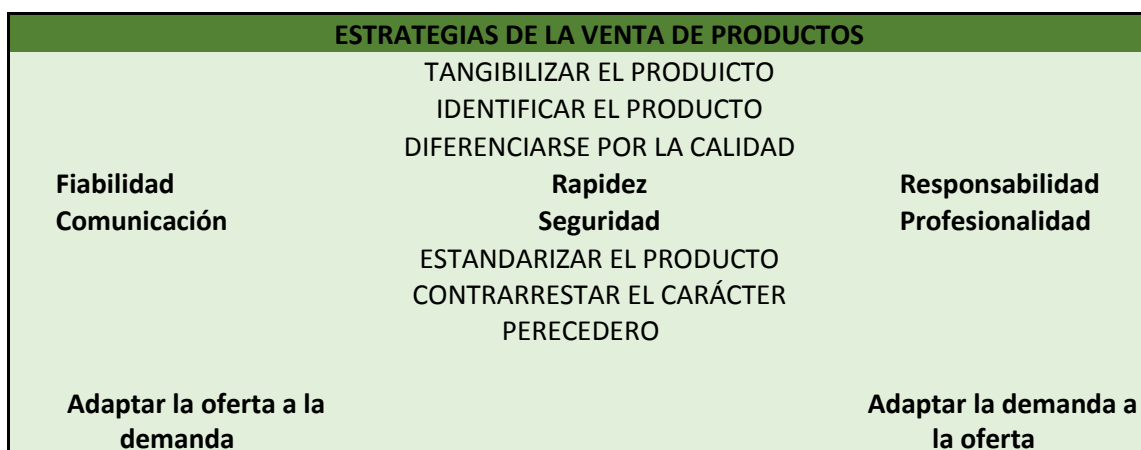 ESTRATEGIAS DE LA VENTA DE PRODUCTOS
TANGIBILIZAR EL PRODUICTO
IDENTIFICAR EL PRODUCTO
DIFERENCIARSE POR LA CALIDAD
Fiabilidad Rapidez Responsabilidad
Comunicación Seguridad Profesionalidad
ESTANDARIZAR EL PRODUCTO
CONTRARRESTAR EL CARÁCTER
PERECEDERO
Adaptar la oferta a la Adaptar la demanda a
demanda la oferta